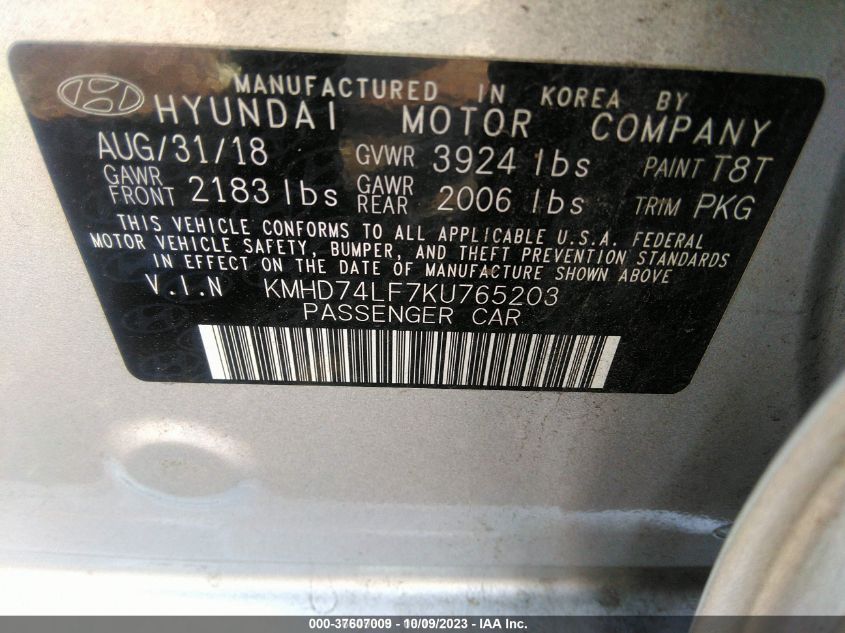 MANUFACTURED IN KOREA BY
HYUNDAI MOTOR COMPANY
AUG/31/18 GVWR 3924 lbs PAINT T8T
GAWR FRONT 2183 lbs GAWR REAR 2006 lbs TRIM PKG
THIS VEHICLE CONFORMS TO ALL APPLICABLE U.S.A. FEDERAL
MOTOR VEHICLE SAFETY, BUMPER, AND THEFT PREVENTION STANDARDS
IN EFFECT ON THE DATE OF MANUFACTURE SHOWN ABOVE
V.I.N KMHD74LF7KU765203
PASSENGER CAR
000-37607009 - 10/09/2023 - IAA Inc.